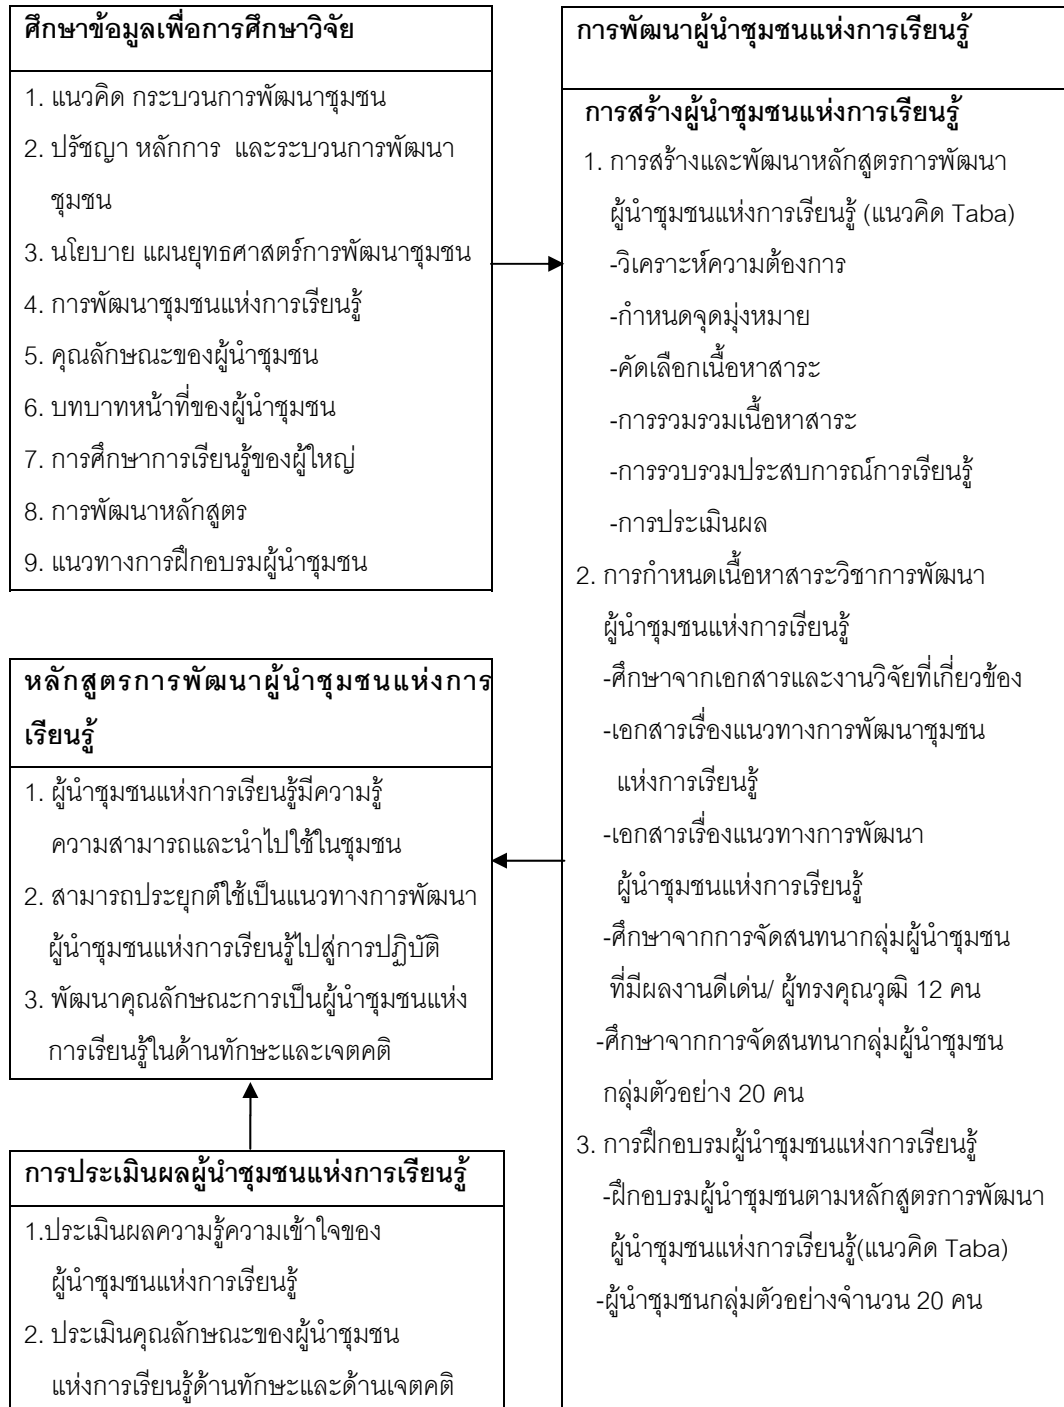 ศึกษาข้อมูลเพื่อการศึกษาวิจัย
1. แนวคิด กระบวนการพัฒนาชุมชน
2. ปรัชญา หลักการ และระบวนการพัฒนา
ชุมชน
3. นโยบาย แผนยุทธศาสตร์การพัฒนาชุมชน
4. การพัฒนาชุมชนแห่งการเรียนรู้
5. คุณลักษณะของผู้นำชุมชน
6. บทบาทหน้าที่ของผู้นำชุมชน
7. การศึกษาการเรียนรู้ของผู้ใหญ่
8. การพัฒนาหลักสูตร
9. แนวทางการฝึกอบรมผู้นำชุมชน
การพัฒนาผู้นำชุมชนแห่งการเรียนรู้
การสร้างผู้นำชุมชนแห่งการเรียนรู้
1. การสร้างและพัฒนาหลักสูตรการพัฒนา
ผู้นำชุมชนแห่งการเรียนรู้ (แนวคิด Taba)
-วิเคราะห์ความต้องการ
-กำหนดจุดมุ่งหมาย
-คัดเลือกเนื้อหาสาระ
-การรวมรวมเนื้อหาสาระ
-การรวบรวมประสบการณ์การเรียนรู้
-การประเมินผล
2. การกำหนดเนื้อหาสาระวิชาการพัฒนา
ผู้นำชุมชนแห่งการเรียนรู้
-ศึกษาจากเอกสารและงานวิจัยที่เกี่ยวข้อง
-เอกสารเรื่องแนวทางการพัฒนาชุมชน
แห่งการเรียนรู้
-เอกสารเรื่องแนวทางการพัฒนา
ผู้นำชุมชนแห่งการเรียนรู้
-ศึกษาจากการจัดสนทนากลุ่มผู้นำชุมชน
ที่มีผลงานดีเด่น/ ผู้ทรงคุณวุฒิ 12 คน
-ศึกษาจากการจัดสนทนากลุ่มผู้นำชุมชน
กลุ่มตัวอย่าง 20 คน
3. การฝึกอบรมผู้นำชุมชนแห่งการเรียนรู้
-ฝึกอบรมผู้นำชุมชนตามหลักสูตรการพัฒนา
ผู้นำชุมชนแห่งการเรียนรู้(แนวคิด Taba)
-ผู้นำชุมชนกลุ่มตัวอย่างจำนวน 20 คน
หลักสูตรการพัฒนาผู้นำชุมชนแห่งการ
เรียนรู้
1. ผู้นำชุมชนแห่งการเรียนรู้มีความรู้
ความสามารถและนำไปใช้ในชุมชน
2. สามารถประยุกต์ใช้เป็นแนวทางการพัฒนา
ผู้นำชุมชนแห่งการเรียนรู้ไปสู่การปฏิบัติ
3. พัฒนาคุณลักษณะการเป็นผู้นำชุมชนแห่ง
การเรียนรู้ในด้านทักษะและเจตคติ
การประเมินผลผู้นำชุมชนแห่งการเรียนรู้
1.ประเมินผลความรู้ความเข้าใจของ
ผู้นำชุมชนแห่งการเรียนรู้
2. ประเมินคุณลักษณะของผู้นำชุมชน
แห่งการเรียนรู้ด้านทักษะและด้านเจตคติ